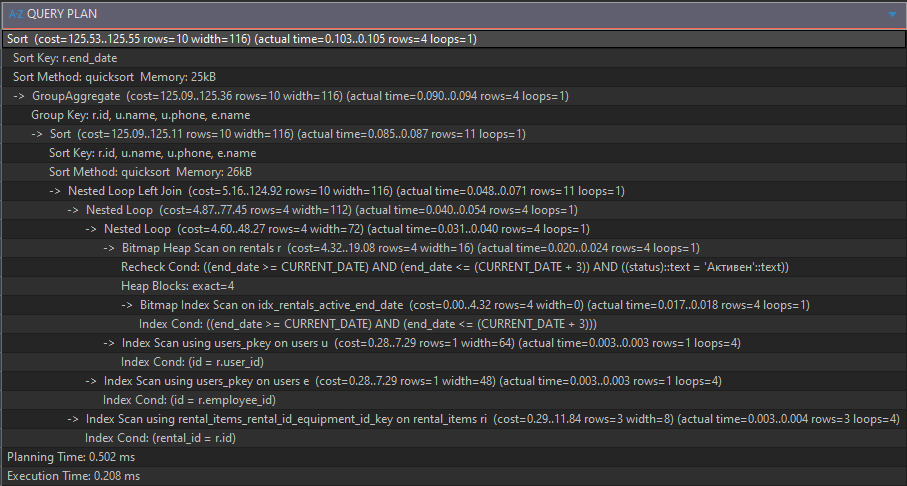 A-Z QUERY PLAN
Sort (cost=125.53..125.55 rows=10 width=116) (actual time=0.103..0.105 rows=4 loops=1)
Sort Key: r.end_date
Sort Method: quicksort Memory: 25kB
-> GroupAggregate (cost=125.09..125.36 rows=10 width=116) (actual time=0.090..0.094 rows=4 loops=1)
Group Key: r.id, u.name, u.phone, e.name
-> Sort (cost=125.09..125.11 rows=10 width=116) (actual time=0.085..0.087 rows=11 loops=1)
Sort Key: r.id, u.name, u.phone, e.name
Sort Method: quicksort Memory: 26kB
-> Nested Loop Left Join (cost=5.16..124.92 rows=10 width=116) (actual time=0.048..0.071 rows=11 loops=1)
-> Nested Loop (cost=4.87..77.45 rows=4 width=112) (actual time=0.040..0.054 rows=4 loops=1)
-> Nested Loop (cost=4.60..48.27 rows=4 width=72) (actual time=0.031..0.040 rows=4 loops=1)
-> Bitmap Heap Scan on rentals r (cost=4.32..19.08 rows=4 width=16) (actual time=0.020..0.024 rows=4 loops=1)
Recheck Cond: ((end_date >= CURRENT_DATE) AND (end_date <= (CURRENT_DATE + 3)) AND ((status)::text = 'Активен'::text))
Heap Blocks: exact=4
-> Bitmap Index Scan on idx_rentals_active_end_date (cost=0.00..4.32 rows=4 width=0) (actual time=0.017..0.018 rows=4 loops=1)
Index Cond: ((end_date >= CURRENT_DATE) AND (end_date <= (CURRENT_DATE + 3)))
-> Index Scan using users_pkey on users u (cost=0.28..7.29 rows=1 width=64) (actual time=0.003..0.003 rows=1 loops=4)
Index Cond: (id = r.user_id)
-> Index Scan using users_pkey on users e (cost=0.28..7.29 rows=1 width=48) (actual time=0.003..0.003 rows=1 loops=4)
Index Cond: (id = r.employee_id)
-> Index Scan using rental_items_rental_id_equipment_id_key on rental_items ri (cost=0.29..11.84 rows=3 width=8) (actual time=0.003..0.004 rows=3 loops=4)
Index Cond: (rental_id = r.id)
Planning Time: 0.502 ms
Execution Time: 0.208 ms